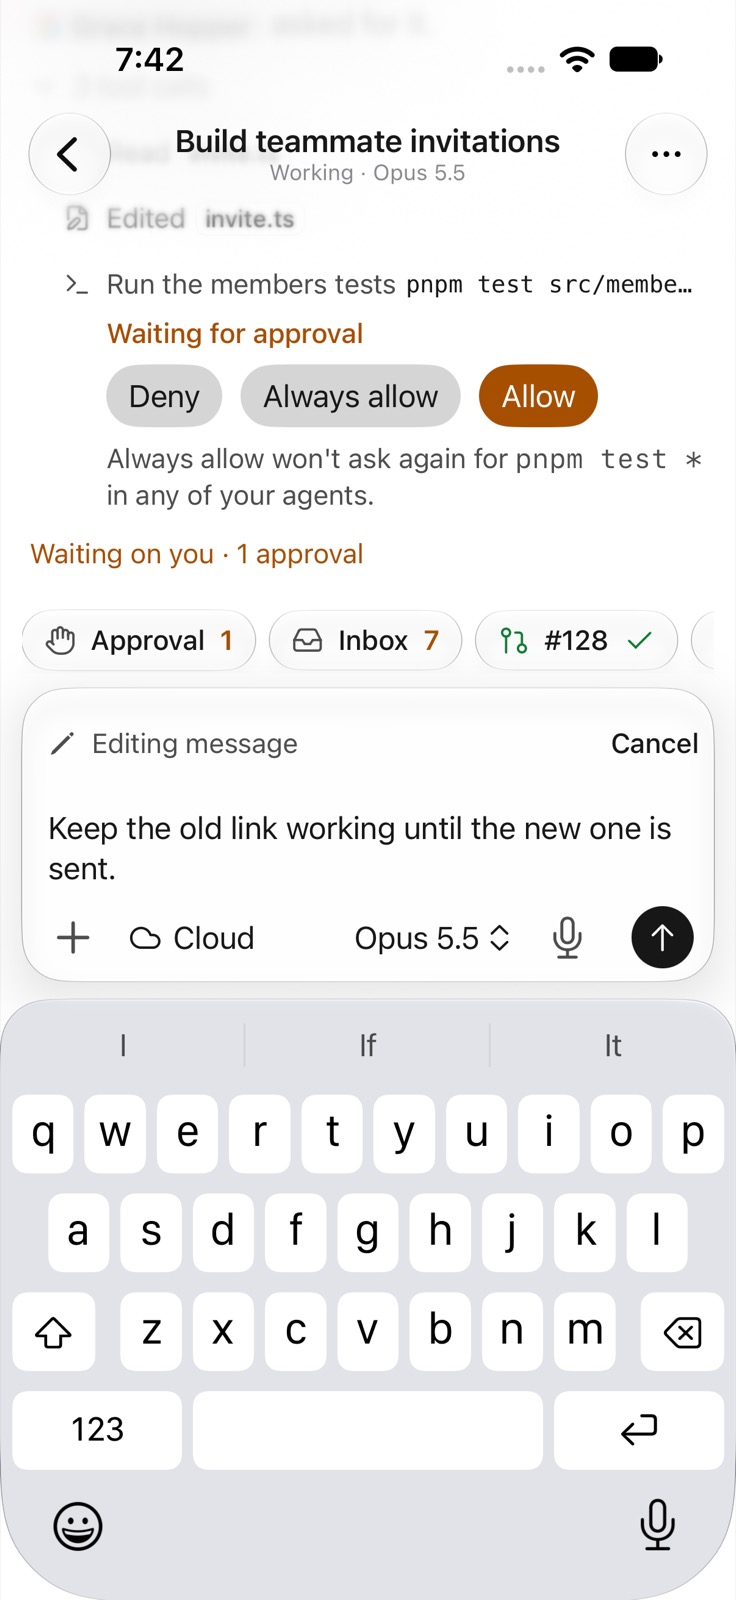 7:42
Build teammate invitations
Working · Opus 5.5
Edited invite.ts
Run the members tests pnpm test src/membe…
Waiting for approval
Deny Always allow Allow
Always allow won't ask again for pnpm test *
in any of your agents.
Waiting on you · 1 approval
Approval 1 Inbox 7 #128
Editing message Cancel
Keep the old link working until the new one is
sent.
Cloud Opus 5.5
I If It
q w e r t y u i o p
a s d f g h j k l
z x c v b n m
123